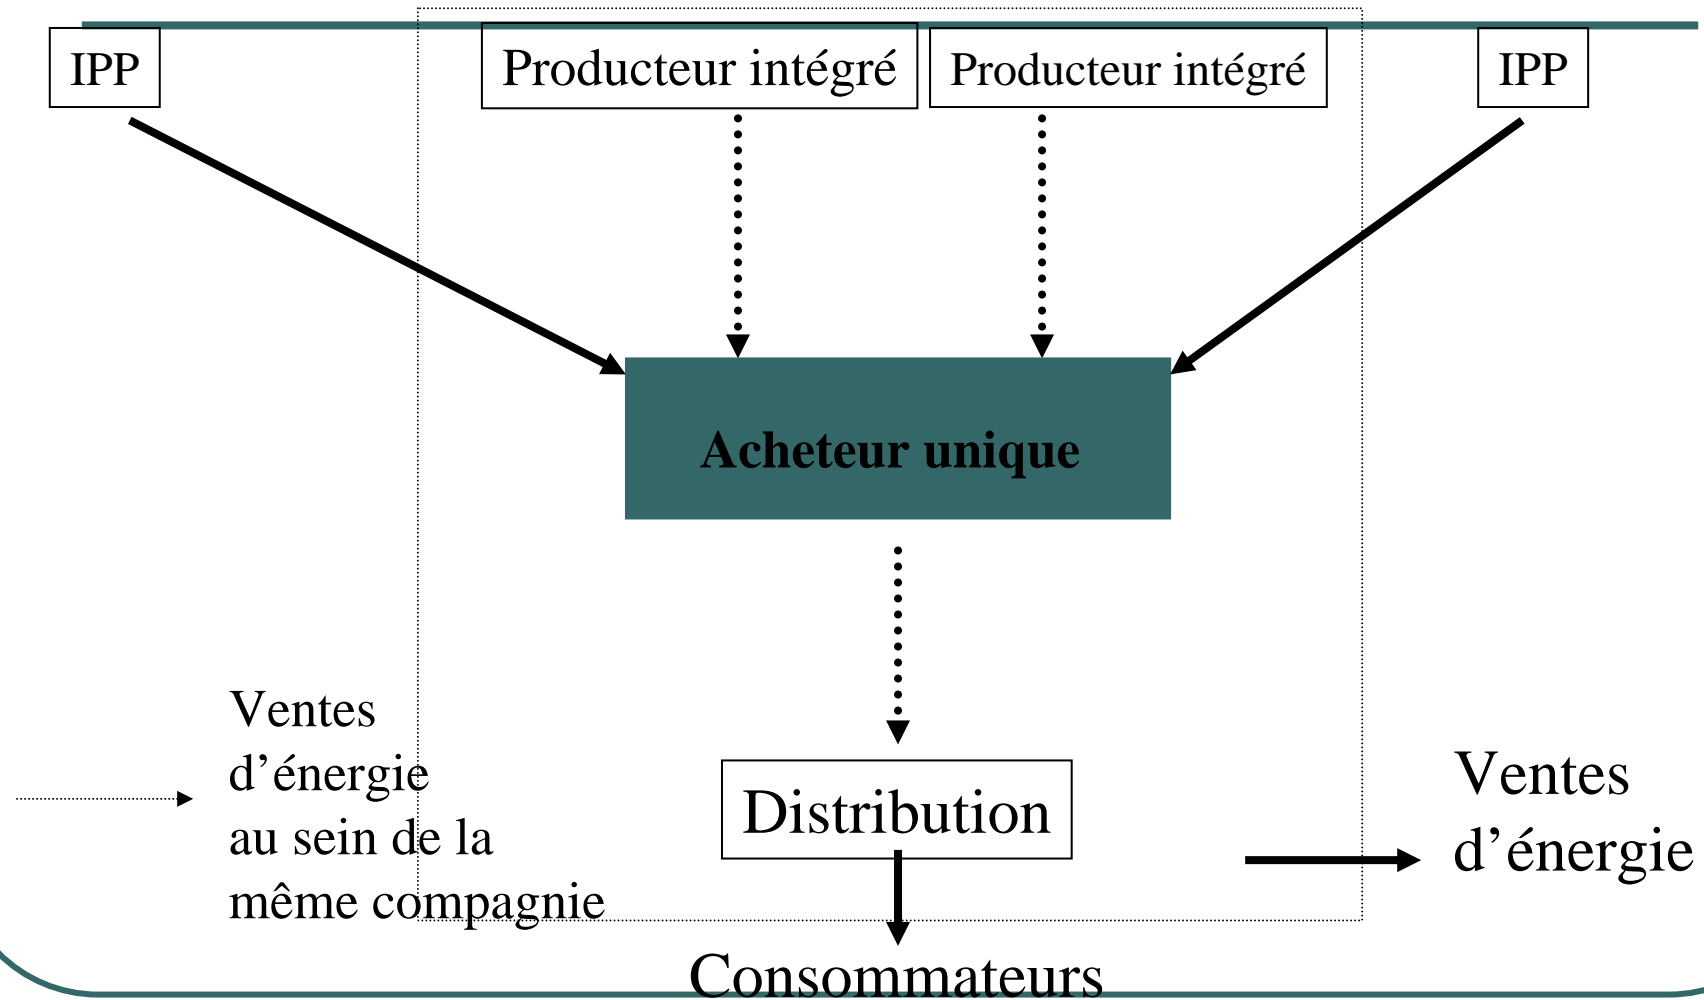 IPP
Producteur intégré
Producteur intégré
IPP
Acheteur unique
Ventes
d’énergie
au sein de la
même compagnie
Distribution
Ventes
d’énergie
Consommateurs